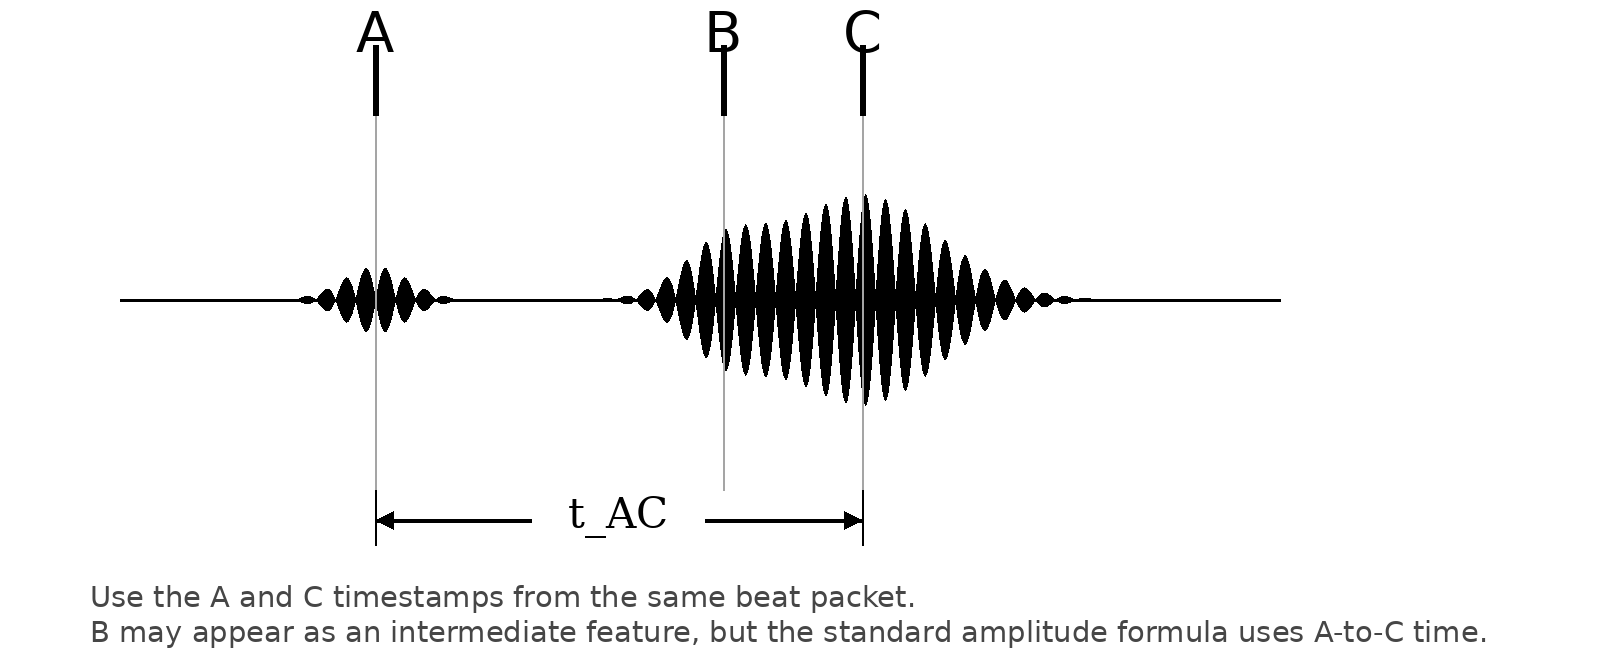 A B C
t_AC
Use the A and C timestamps from the same beat packet.
B may appear as an intermediate feature, but the standard amplitude formula uses A-to-C time.